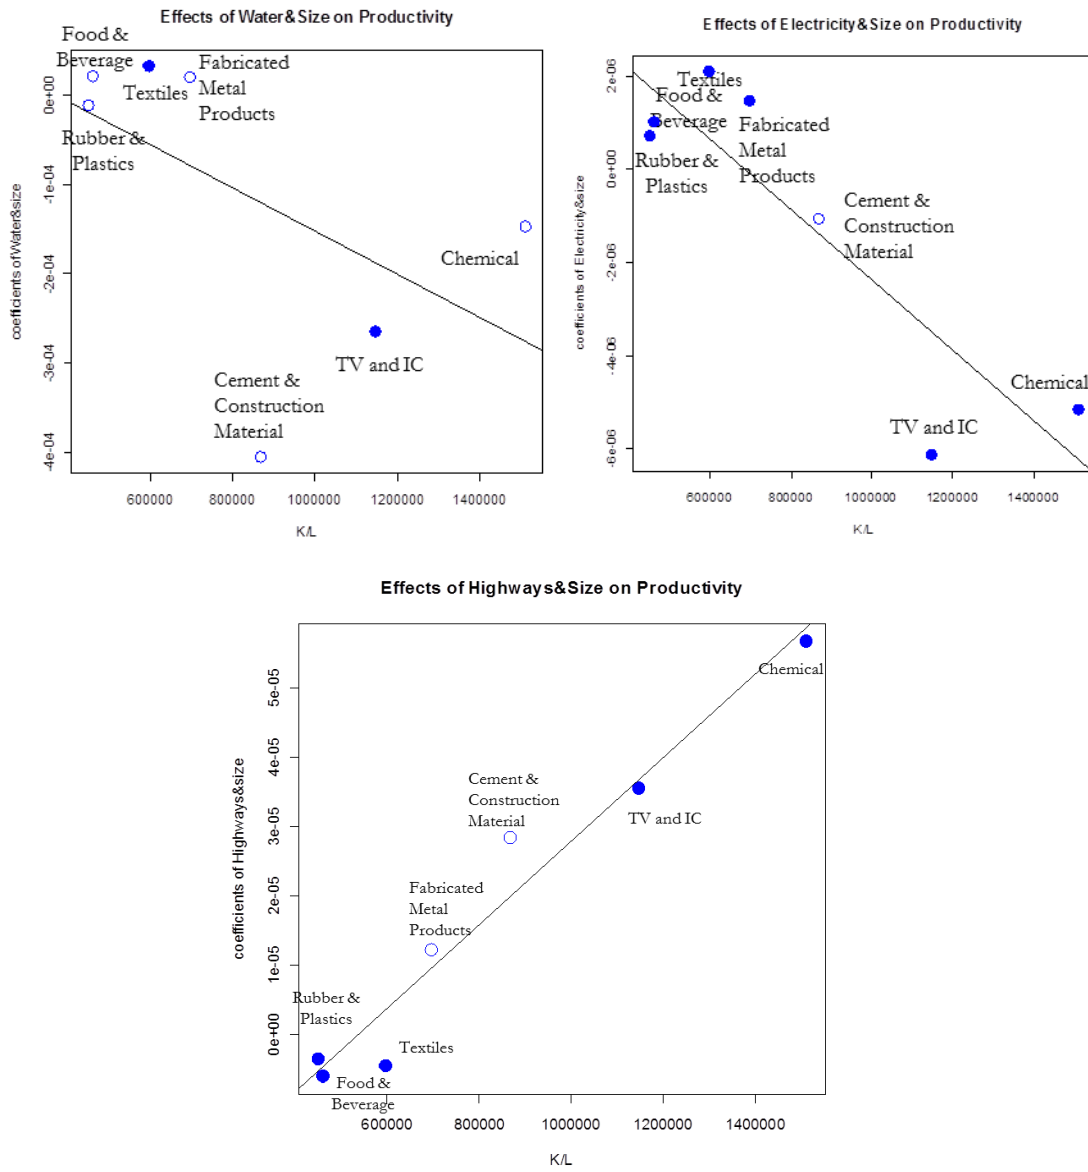 Effects of Water&Size on Productivity
coefficients of Water&size
0e+00
-1e-04
-2e-04
-3e-04
-4e-04
Food &
Beverage
Textiles
Fabricated
Metal
Products
Rubber &
Plastics
Chemical
TV and IC
Cement &
Construction
Material
600000 800000 1000000 1200000 1400000
K/L
Effects of Electricity&Size on Productivity
coefficients of Electricity&size
2e-06
0e+00
-2e-06
-4e-06
-6e-06
Textiles
Food &
Beverage
Fabricated
Metal
Products
Rubber &
Plastics
Cement &
Construction
Material
Chemical
TV and IC
600000 800000 1000000 1200000 1400000
K/L
Effects of Highways&Size on Productivity
coefficients of Highways&size
5e-05
4e-05
3e-05
2e-05
1e-05
0e+00
Chemical
Cement &
Construction
Material
TV and IC
Fabricated
Metal
Products
Rubber &
Plastics
Textiles
Food &
Beverage
600000 800000 1000000 1200000 1400000
K/L